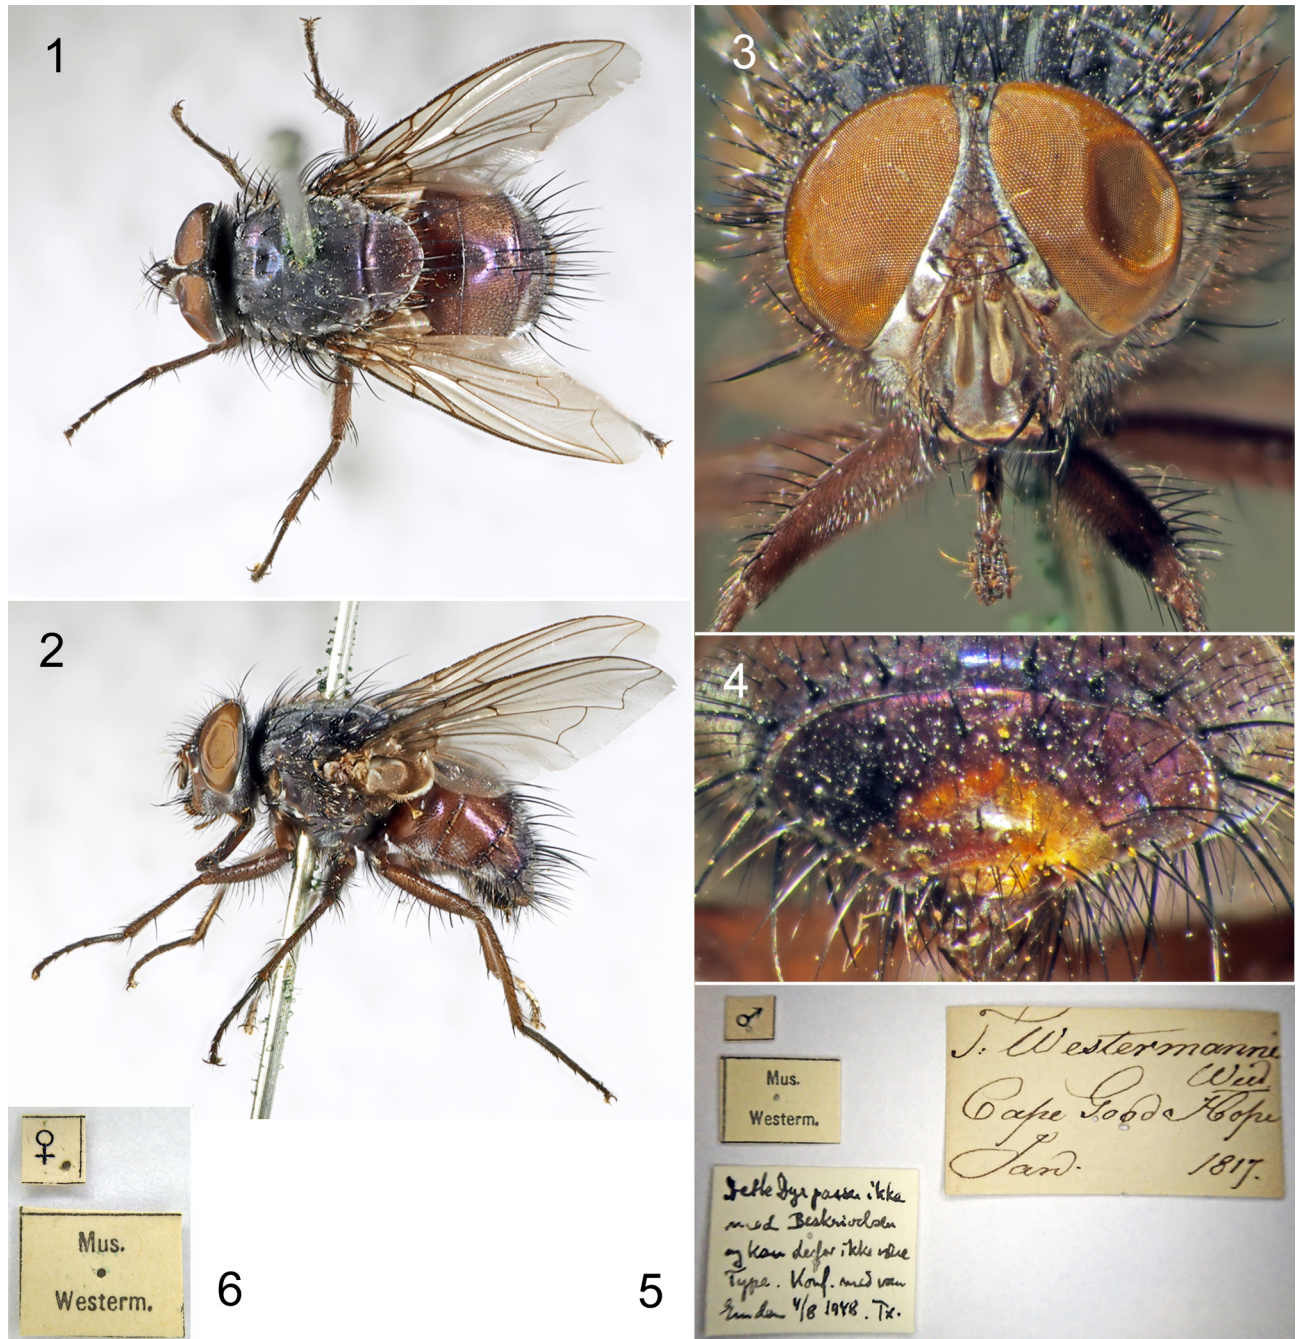 1
3
2
4
♂
Mus.
Westerm.
T. Westermanni
Wied
Cape Good Hope
Jan. 1817.
Dette Dyr passer ikke
med Beskrivelsen
og kan derfor ikke være
Type. Konf. med van
Emden 4/8 1948. Tx.
5
♀
Mus.
Westerm.
6